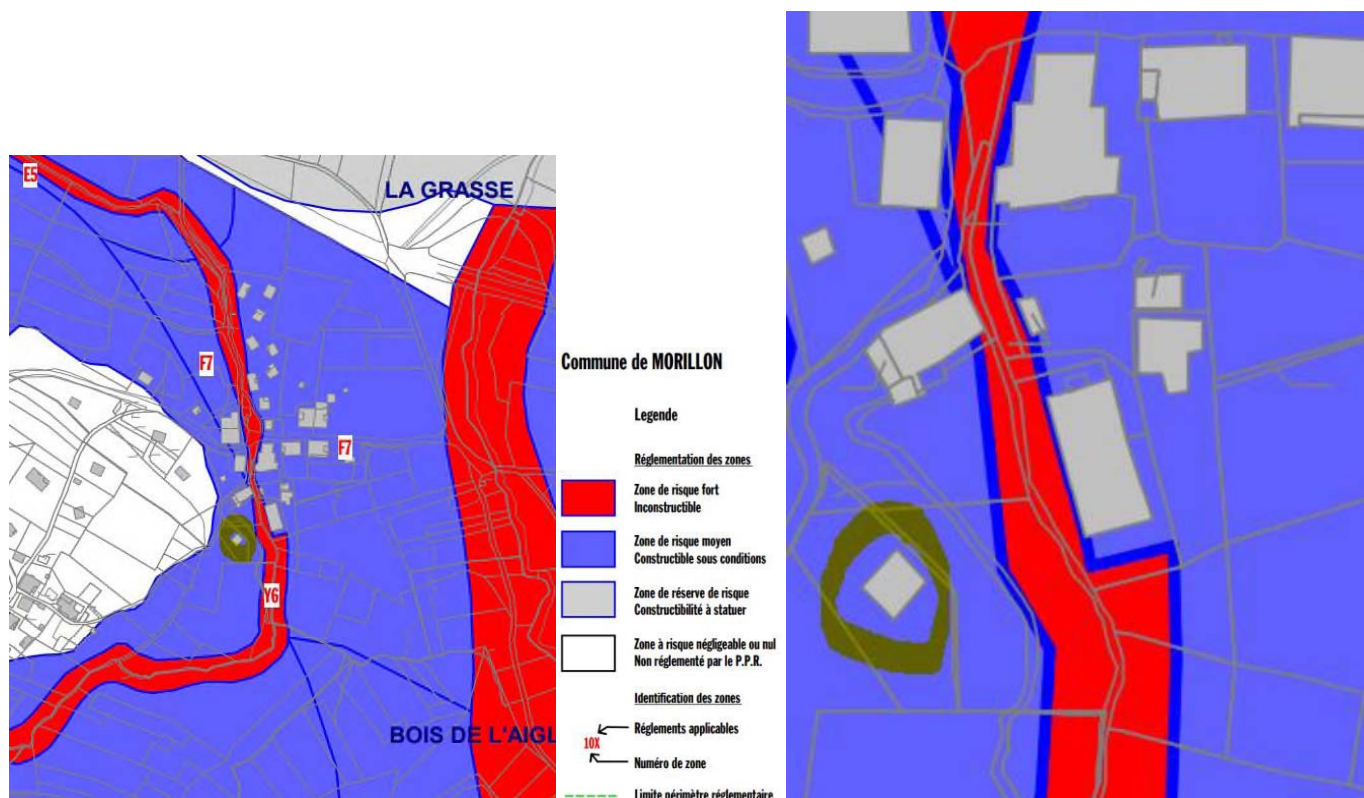 E5
LA GRASSE
F7
F7
Y6
BOIS DE L'AIGL
Commune de MORILLON
Legende
Réglementation des zones
Zone de risque fort
Inconstructible
Zone de risque moyen
Constructible sous conditions
Zone de réserve de risque
Constructibilité à statuer
Zone à risque négligeable ou nul
Non réglementé par le P.P.R.
Identification des zones
Réglements applicables
10X
Numéro de zone
Limite périmètre réglementaire